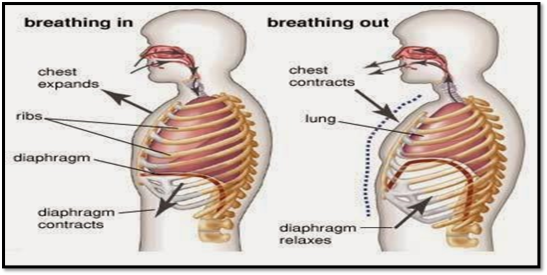 breathing in
chest
expands
ribs
diaphragm
diaphragm
contracts
breathing out
chest
contracts
lung
diaphragm
relaxes